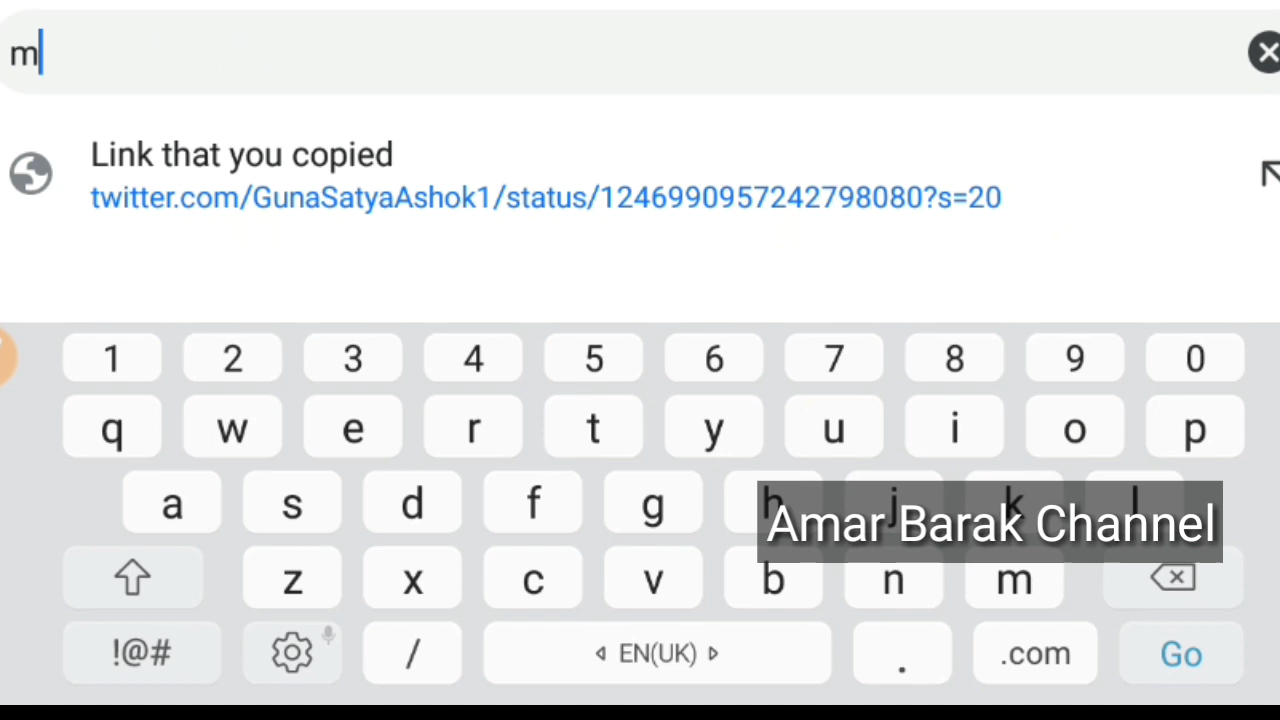 m
Link that you copied
twitter.com/GunaSatyaAshok1/status/1246990957242798080?s=20
1 2 3 4 5 6 7 8 9 0
q w e r t y u i o p
a s d f g h j k l
Amar Barak Channel
z x c v b n m
!@# / EN(UK) . .com Go